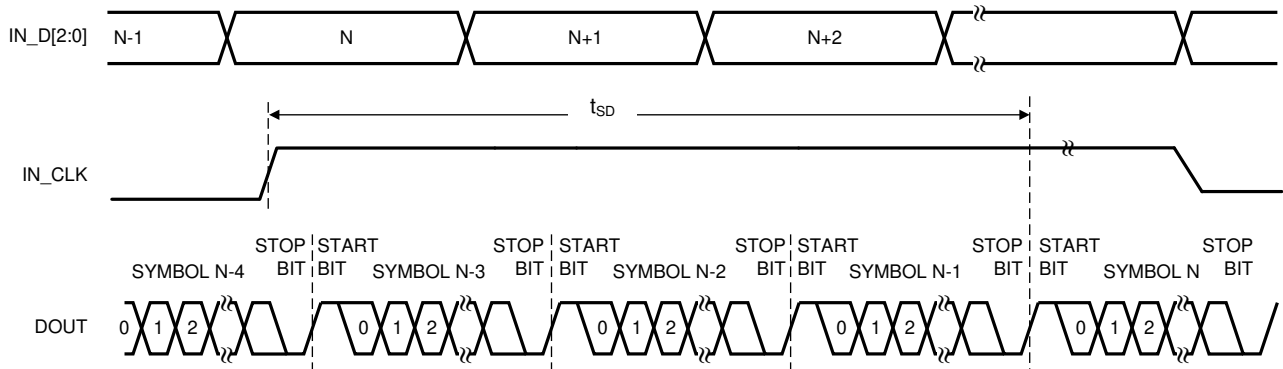 IN_D[2:0] N-1 N N+1 N+2
tSD
IN_CLK
STOP START STOP START STOP START STOP START STOP
SYMBOL N-4 BIT BIT SYMBOL N-3 BIT BIT SYMBOL N-2 BIT BIT SYMBOL N-1 BIT BIT SYMBOL N BIT
DOUT 0 1 2 0 1 2 0 1 2 0 1 2 0 1 2